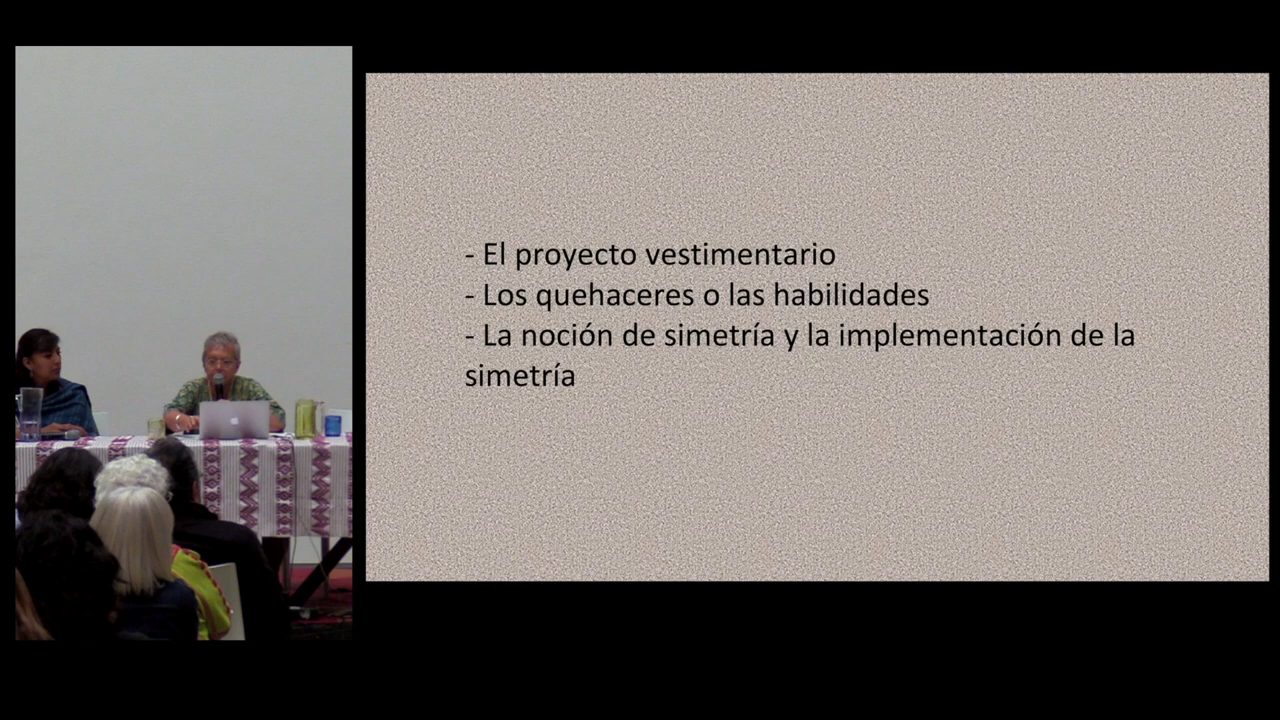 - El proyecto vestimentario
- Los quehaceres o las habilidades
- La noción de simetría y la implementación de la
simetría